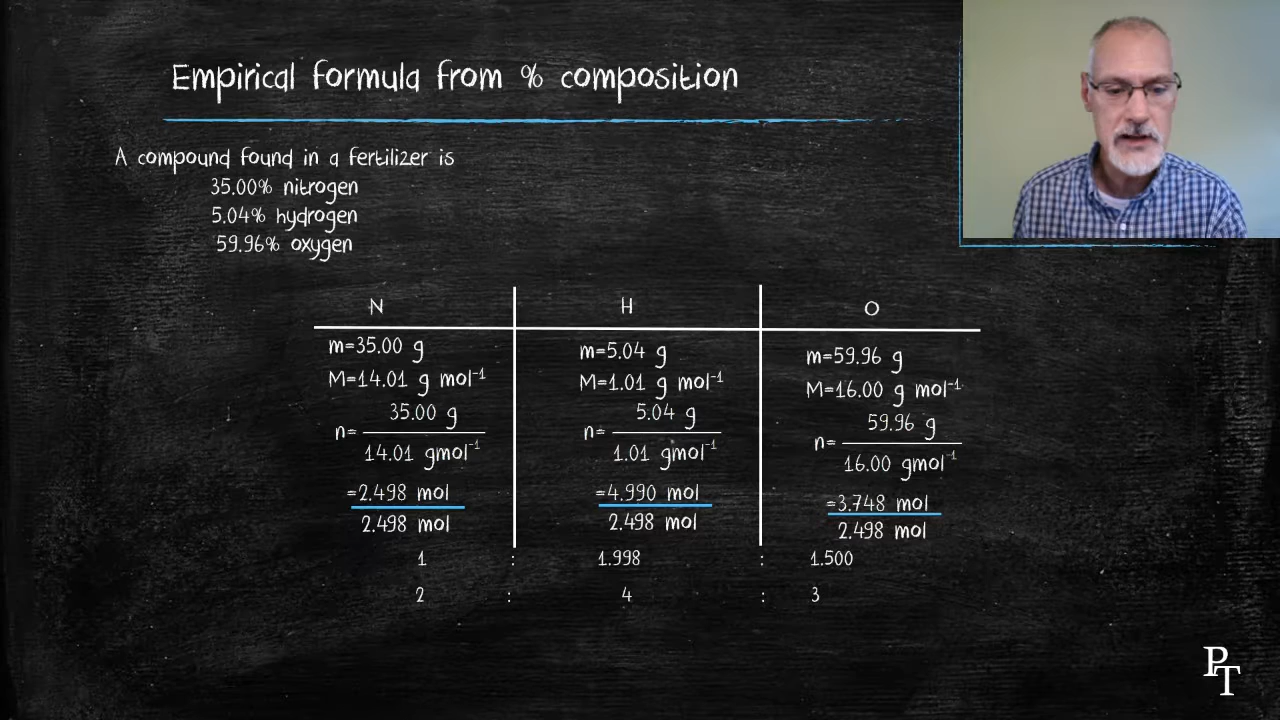 Empirical formula from % composition
A compound found in a fertilizer is
35.00% nitrogen
5.04% hydrogen
59.96% oxygen
N H O
m=35.00 g
M=14.01 g mol⁻¹
n= 35.00 g
14.01 gmol⁻¹
=2.498 mol
2.498 mol
m=5.04 g
M=1.01 g mol⁻¹
n= 5.04 g
1.01 gmol⁻¹
=4.990 mol
2.498 mol
m=59.96 g
M=16.00 g mol⁻¹
n= 59.96 g
16.00 gmol⁻¹
=3.748 mol
2.498 mol
1 : 1.998 : 1.500
2 : 4 : 3
PT